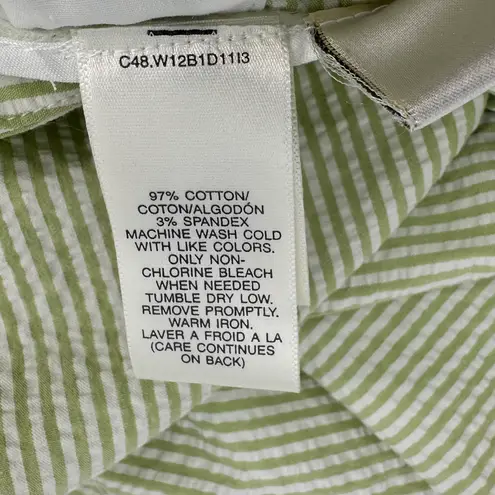 C48.W12B1D11I3
97% COTTON/
COTON/ALGODÓN
3% SPANDEX
MACHINE WASH COLD
WITH LIKE COLORS.
ONLY NON-
CHLORINE BLEACH
WHEN NEEDED
TUMBLE DRY LOW.
REMOVE PROMPTLY.
WARM IRON.
LAVER A FROID A LA
(CARE CONTINUES
ON BACK)